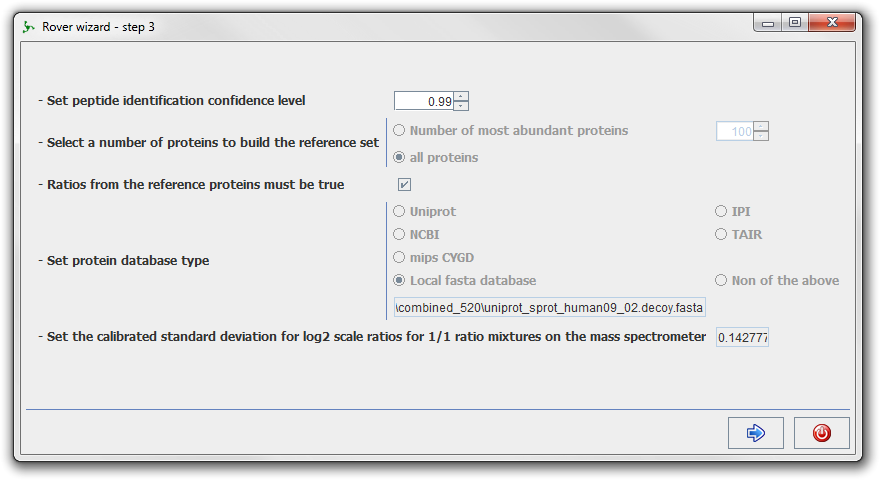 Rover wizard - step 3
- Set peptide identification confidence level
0.99
- Select a number of proteins to build the reference set
Number of most abundant proteins
100
all proteins
- Ratios from the reference proteins must be true
- Set protein database type
Uniprot
IPI
NCBI
TAIR
mips CYGD
Local fasta database
Non of the above
\combined_520\uniprot_sprot_human09_02.decoy.fasta
- Set the calibrated standard deviation for log2 scale ratios for 1/1 ratio mixtures on the mass spectrometer
0.142777